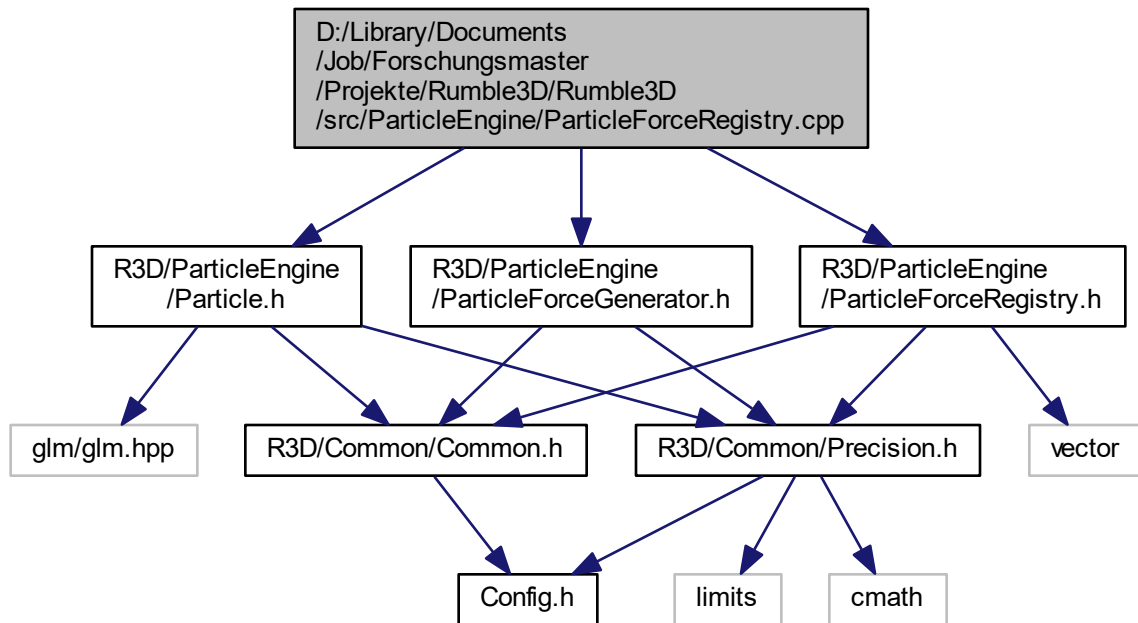 D:/Library/Documents
/Job/Forschungsmaster
/Projekte/Rumble3D/Rumble3D
/src/ParticleEngine/ParticleForceRegistry.cpp
R3D/ParticleEngine
/Particle.h
R3D/ParticleEngine
/ParticleForceGenerator.h
R3D/ParticleEngine
/ParticleForceRegistry.h
glm/glm.hpp
R3D/Common/Common.h
R3D/Common/Precision.h
vector
Config.h
limits
cmath